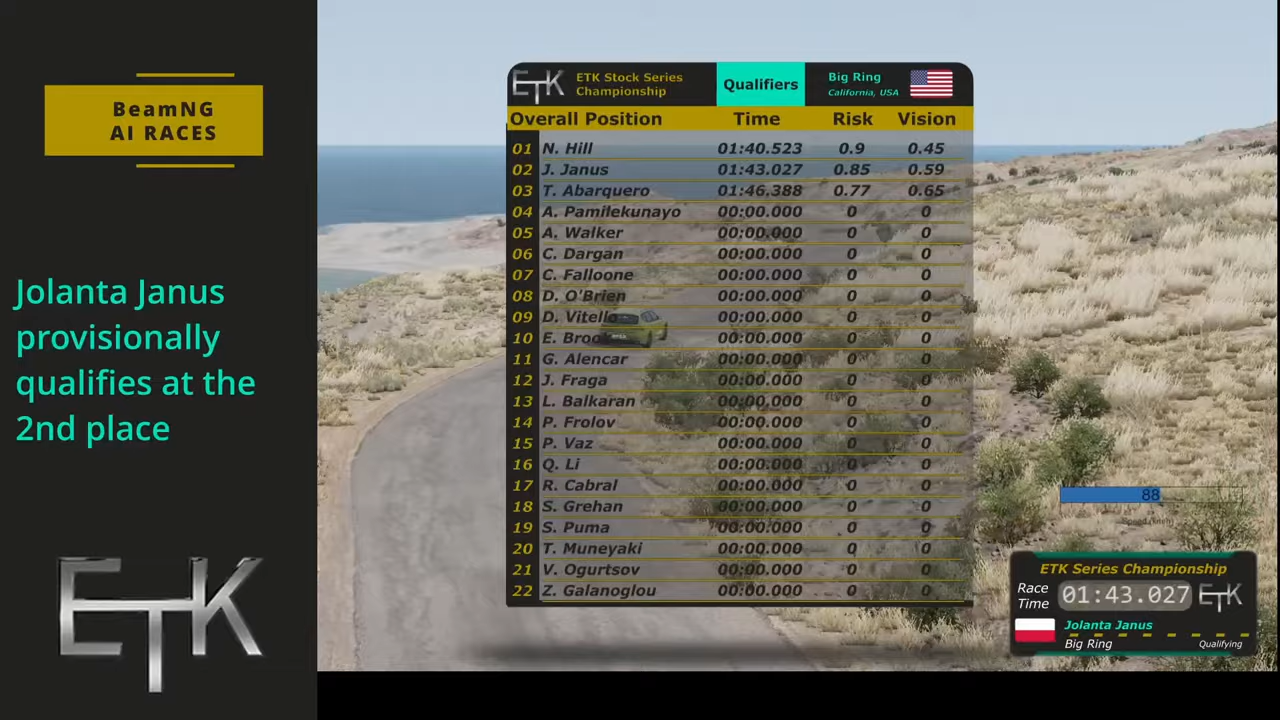 BeamNG
AI RACES
Jolanta Janus
provisionally
qualifies at the
2nd place
ETK
ETK
ETK Stock Series
Championship
Qualifiers
Big Ring
California, USA
Overall Position Time Risk Vision
01 N. Hill 01:40.523 0.9 0.45
02 J. Janus 01:43.027 0.85 0.59
03 T. Abarquero 01:46.388 0.77 0.65
04 A. Pamilekunayo 00:00.000 0 0
05 A. Walker 00:00.000 0 0
06 C. Dargan 00:00.000 0 0
07 C. Falloone 00:00.000 0 0
08 D. O'Brien 00:00.000 0 0
09 D. Vitello 00:00.000 0 0
10 E. 00:00.000 0 0
11 G. Alencar 00:00.000 0 0
12 J. Fraga 00:00.000 0 0
13 L. Balkaran 00:00.000 0 0
14 P. Frolov 00:00.000 0 0
15 P. Vaz 00:00.000 0 0
16 Q. Li 00:00.000 0 0
17 R. Cabral 00:00.000 0 0
18 S. Grehan 00:00.000 0 0
19 S. Puma 00:00.000 0 0
20 T. Muneyaki 00:00.000 0 0
21 V. Ogurtsov 00:00.000 0 0
22 Z. Galanoglou 00:00.000 0 0
88
ETK Series Championship
Race
Time
01:43.027
ETK
Jolanta Janus
Big Ring
Qualifying